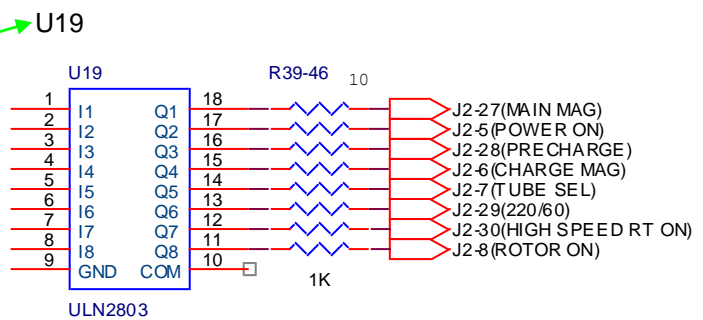 U19
U19
R39-46
10
1 I1 Q1 18 J2-27(MAIN MAG)
2 I2 Q2 17 J2-5(POWER ON)
3 I3 Q3 16 J2-28(PRECHARGE)
4 I4 Q4 15 J2-6(CHARGE MAG)
5 I5 Q5 14 J2-7(TUBE SEL)
6 I6 Q6 13 J2-29(220/60)
7 I7 Q7 12 J2-30(HIGH SPEED RT ON)
8 I8 Q8 11 J2-8(ROTOR ON)
9 GND COM 10
1K
ULN2803